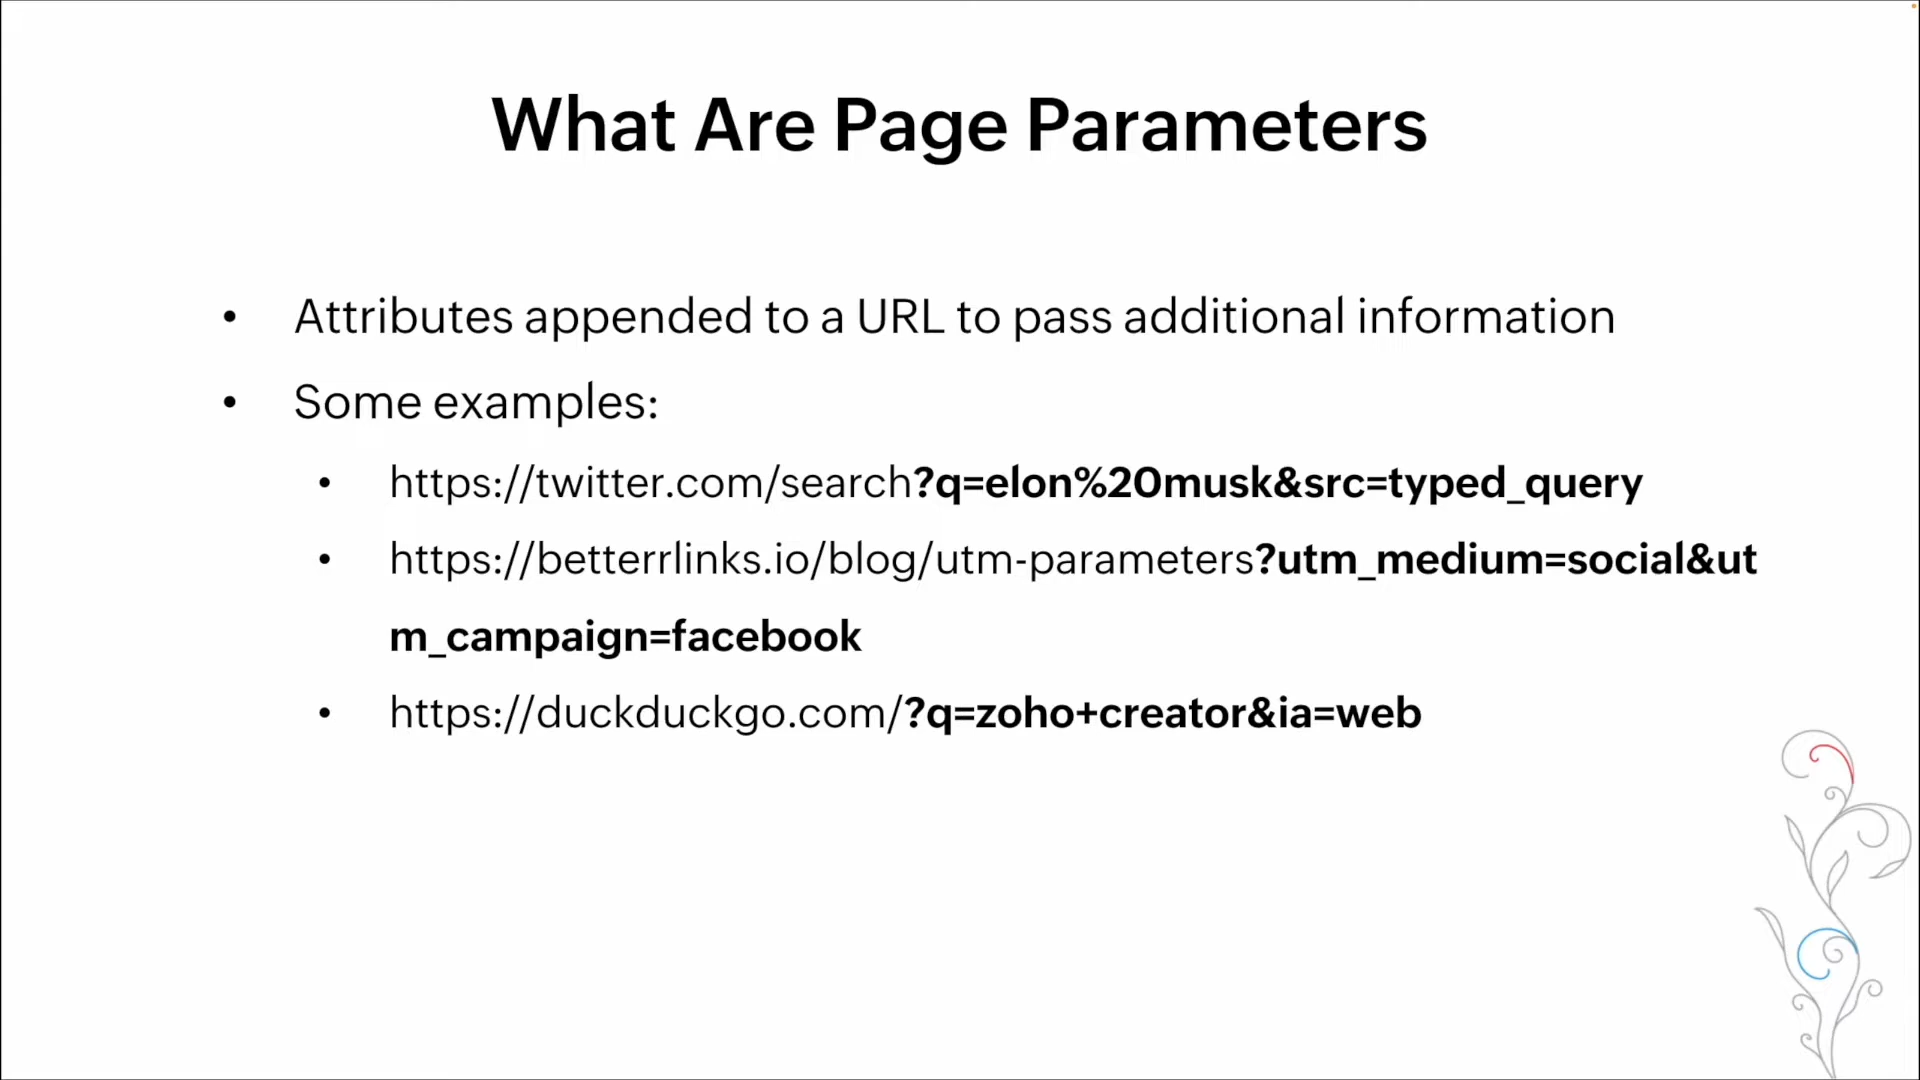 What Are Page Parameters
• Attributes appended to a URL to pass additional information
• Some examples:
• https://twitter.com/search?q=elon%20musk&src=typed_query
• https://betterrlinks.io/blog/utm-parameters?utm_medium=social&ut
m_campaign=facebook
• https://duckduckgo.com/?q=zoho+creator&ia=web